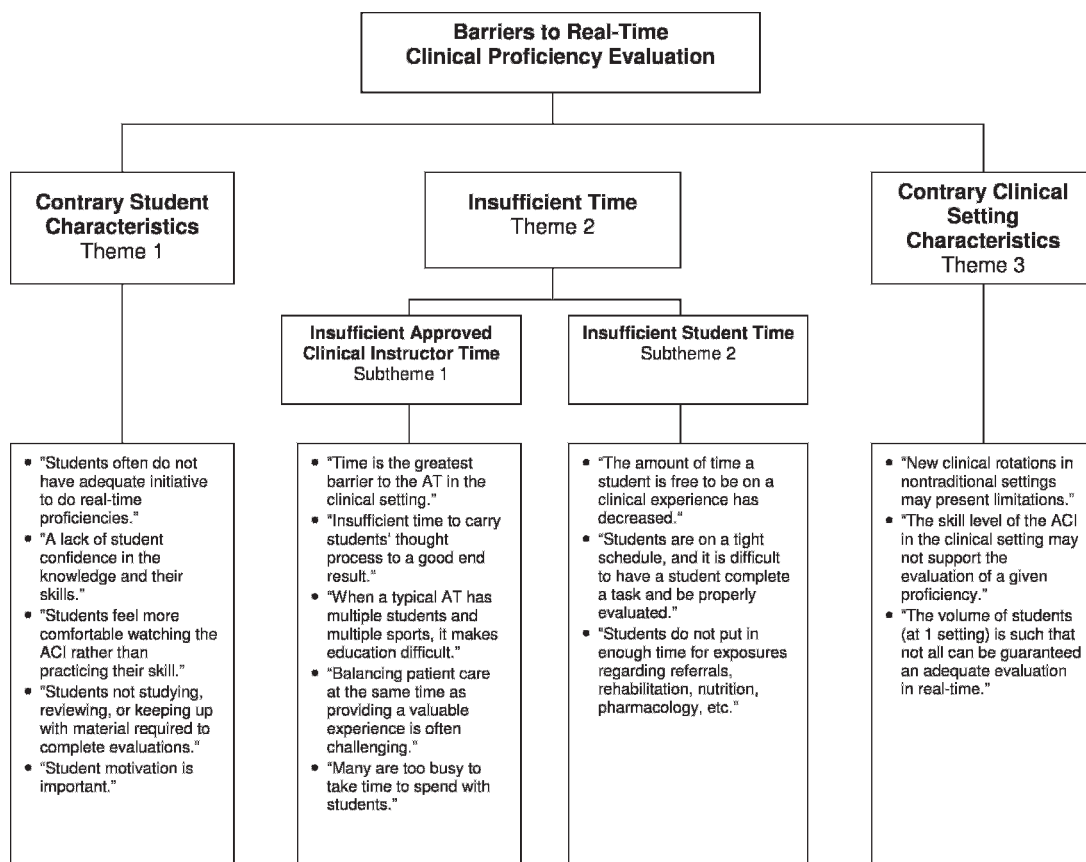 Barriers to Real-Time
Clinical Proficiency Evaluation
Contrary Student
Characteristics
Theme 1
Insufficient Time
Theme 2
Contrary Clinical
Setting
Characteristics
Theme 3
Insufficient Approved
Clinical Instructor Time
Subtheme 1
Insufficient Student Time
Subtheme 2
• "Students often do not
have adequate initiative
to do real-time
proficiencies."
• "A lack of student
confidence in the
knowledge and their
skills."
• "Students feel more
comfortable watching the
ACI rather than
practicing their skill."
• "Students not studying,
reviewing, or keeping up
with material required to
complete evaluations."
• "Student motivation is
important."
• "Time is the greatest
barrier to the AT in the
clinical setting."
• "Insufficient time to carry
students' thought
process to a good end
result."
• "When a typical AT has
multiple students and
multiple sports, it makes
education difficult."
• "Balancing patient care
at the same time as
providing a valuable
experience is often
challenging."
• "Many are too busy to
take time to spend with
students."
• "The amount of time a
student is free to be on a
clinical experience has
decreased."
• "Students are on a tight
schedule, and it is difficult
to have a student complete
a task and be properly
evaluated."
• "Students do not put in
enough time for exposures
regarding referrals,
rehabilitation, nutrition,
pharmacology, etc."
• "New clinical rotations in
nontraditional settings
may present limitations."
• "The skill level of the ACI
in the clinical setting may
not support the
evaluation of a given
proficiency."
• "The volume of students
(at 1 setting) is such that
not all can be guaranteed
an adequate evaluation
in real-time."